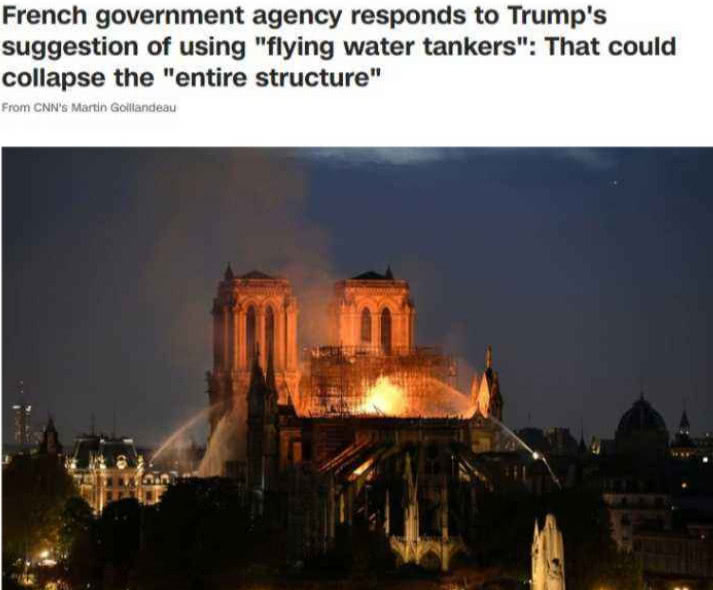 French government agency responds to Trump's
suggestion of using "flying water tankers": That could
collapse the "entire structure"
From CNN's Martin Goillandeau